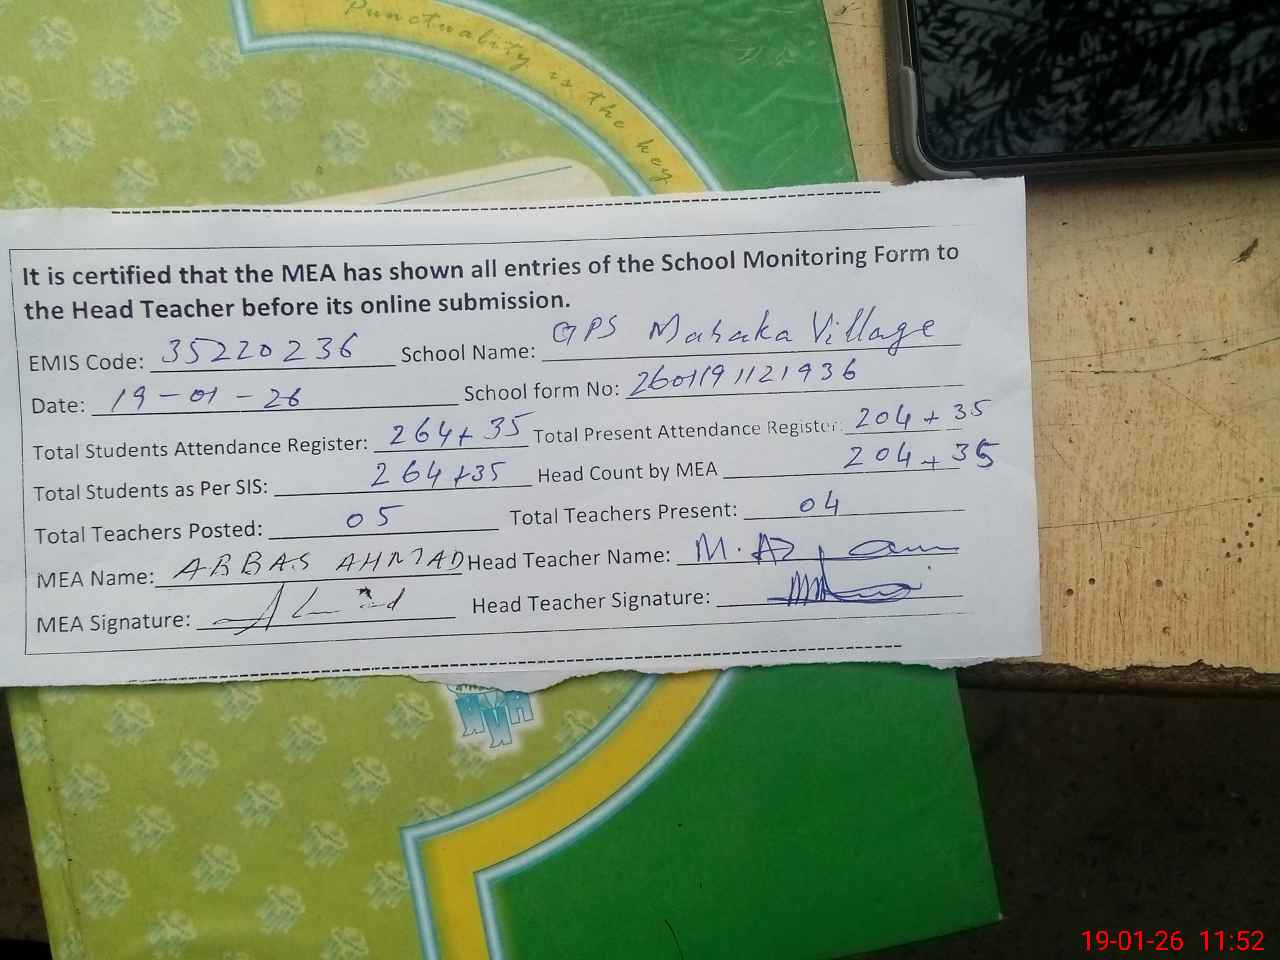 Punctuality is the key
It is certified that the MEA has shown all entries of the School Monitoring Form to
the Head Teacher before its online submission.
EMIS Code: 35220236 School Name: GPS Mahaka Village
Date: 19-01-26 School form No: 2601191121936
Total Students Attendance Register: 264+35 Total Present Attendance Register: 204+35
Total Students as Per SIS: 264+35 Head Count by MEA 204+35
Total Teachers Posted: 05 Total Teachers Present: 04
MEA Name: ABBAS AHMAD Head Teacher Name: M.
MEA Signature: Head Teacher Signature:
19-01-26 11:52